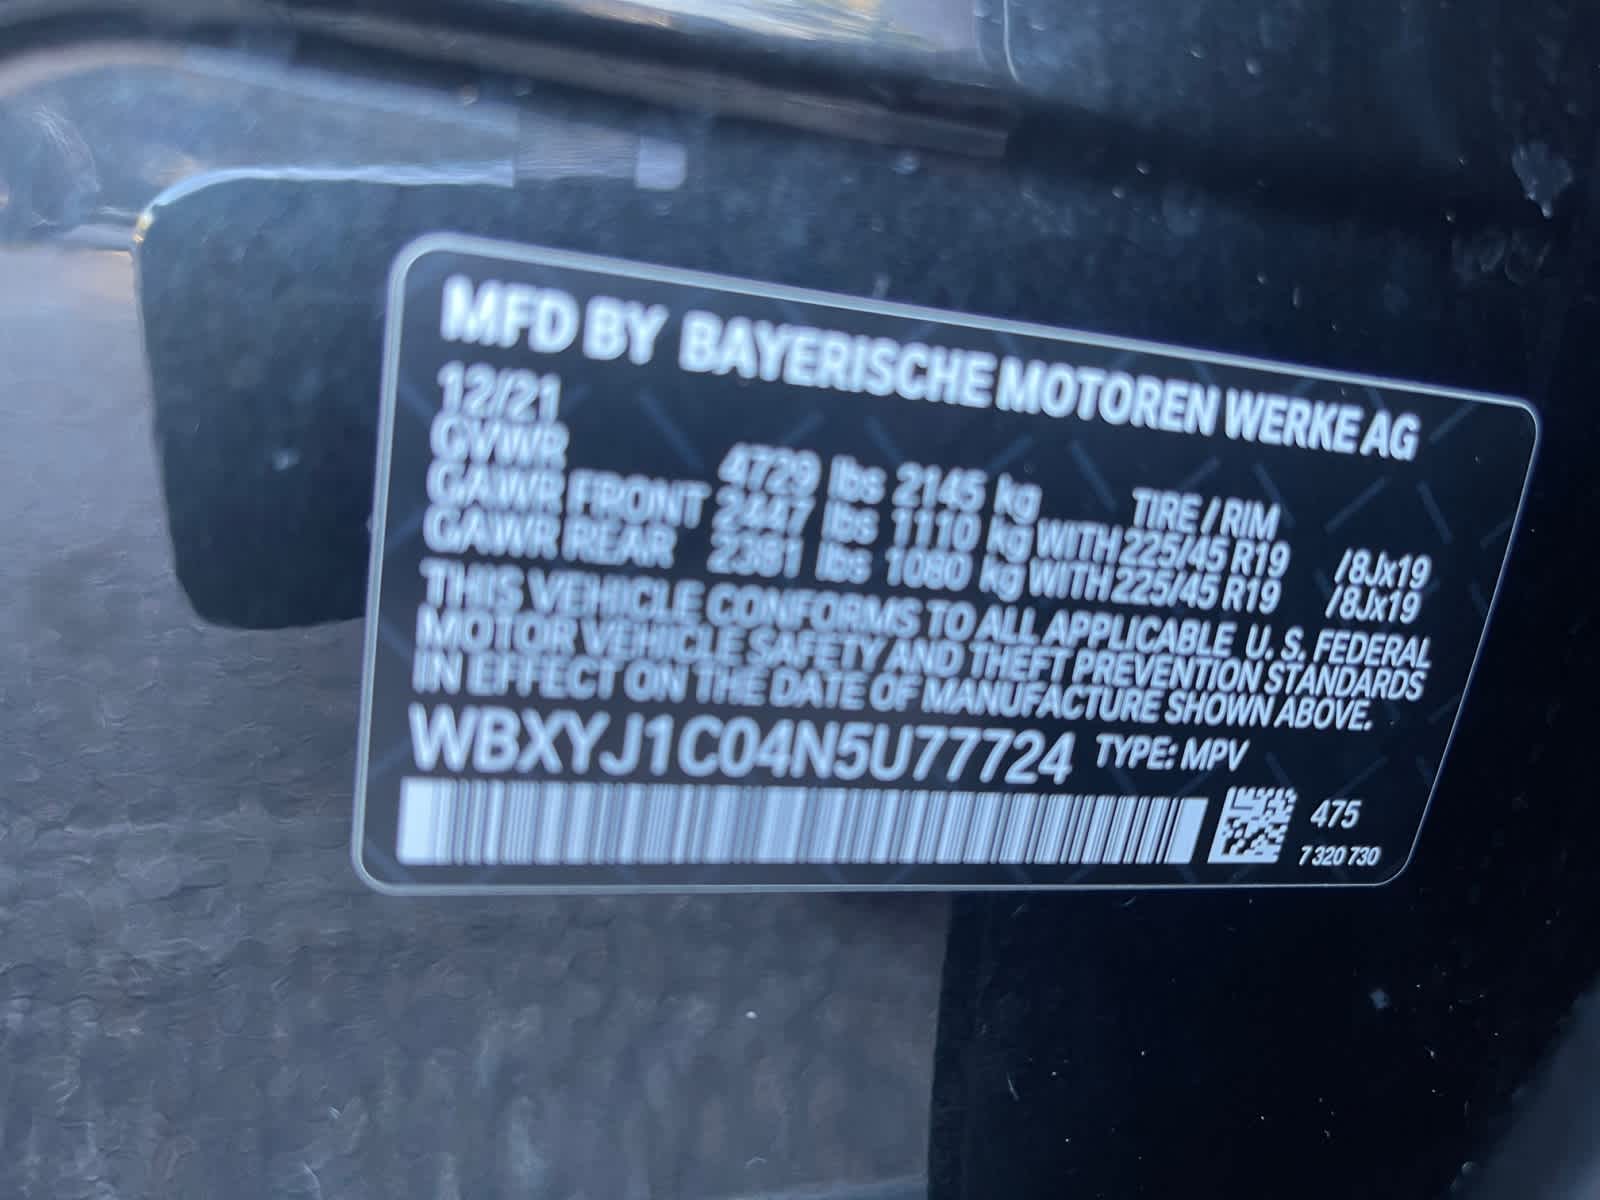 MFD BY BAYERISCHE MOTOREN WERKE AG
12/21
GVWR 4729 lbs 2145 kg TIRE / RIM
GAWR FRONT 2447 lbs 1110 kg WITH 225/45 R19 /8Jx19
GAWR REAR 2381 lbs 1080 kg WITH 225/45 R19 /8Jx19
THIS VEHICLE CONFORMS TO ALL APPLICABLE U. S. FEDERAL
MOTOR VEHICLE SAFETY AND THEFT PREVENTION STANDARDS
IN EFFECT ON THE DATE OF MANUFACTURE SHOWN ABOVE.
WBXYJ1C04N5U77724 TYPE: MPV
475
7 320 730